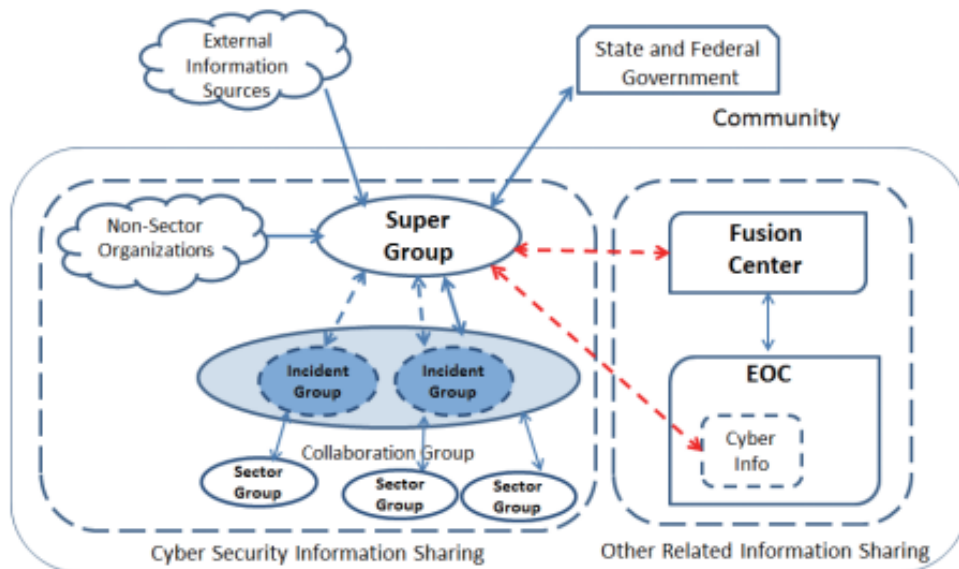 External
Information
Sources
State and Federal
Government
Community
Non-Sector
Organizations
Super
Group
Fusion
Center
Incident
Group
Incident
Group
EOC
Cyber
Info
Collaboration Group
Sector
Group
Sector
Group
Sector
Group
Cyber Security Information Sharing
Other Related Information Sharing